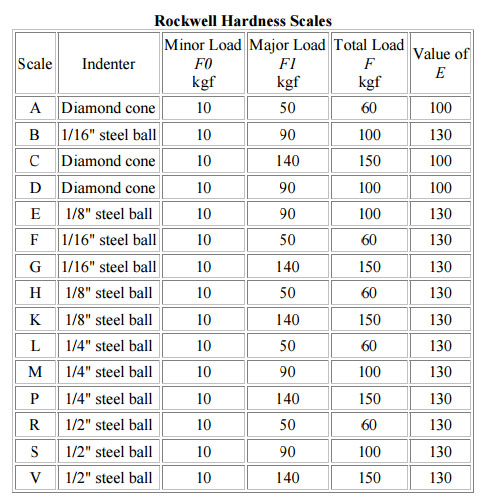 Rockwell Hardness Scales
Scale Indenter Minor Load F0 kgf Major Load F1 kgf Total Load F kgf Value of E
A Diamond cone 10 50 60 100
B 1/16" steel ball 10 90 100 130
C Diamond cone 10 140 150 100
D Diamond cone 10 90 100 100
E 1/8" steel ball 10 90 100 130
F 1/16" steel ball 10 50 60 130
G 1/16" steel ball 10 140 150 130
H 1/8" steel ball 10 50 60 130
K 1/8" steel ball 10 140 150 130
L 1/4" steel ball 10 50 60 130
M 1/4" steel ball 10 90 100 130
P 1/4" steel ball 10 140 150 130
R 1/2" steel ball 10 50 60 130
S 1/2" steel ball 10 90 100 130
V 1/2" steel ball 10 140 150 130